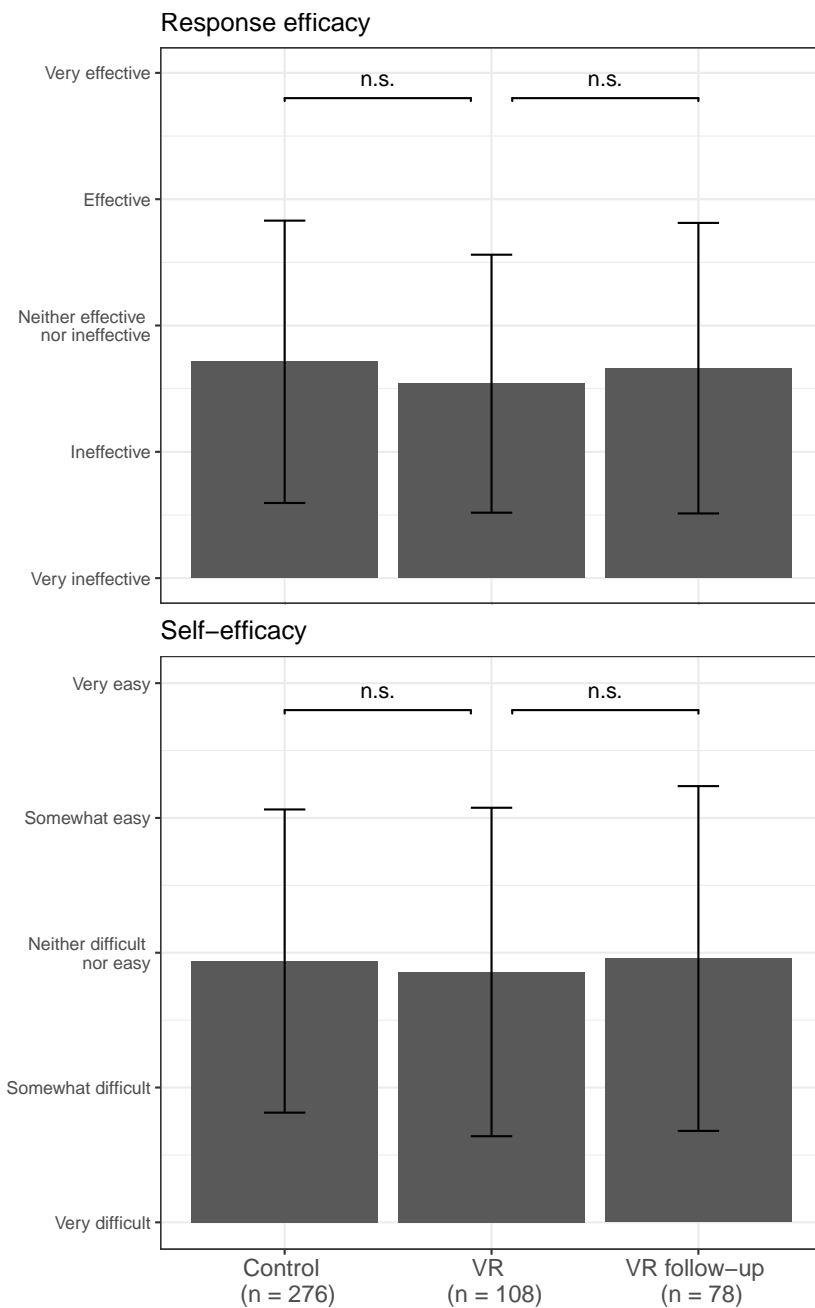 Response efficacy
Very effective
n.s.
n.s.
Effective
Neither effective
nor ineffective
Ineffective
Very ineffective
Self−efficacy
Very easy
n.s.
n.s.
Somewhat easy
Neither difficult
nor easy
Somewhat difficult
Very difficult
Control
(n = 276)
VR
(n = 108)
VR follow−up
(n = 78)